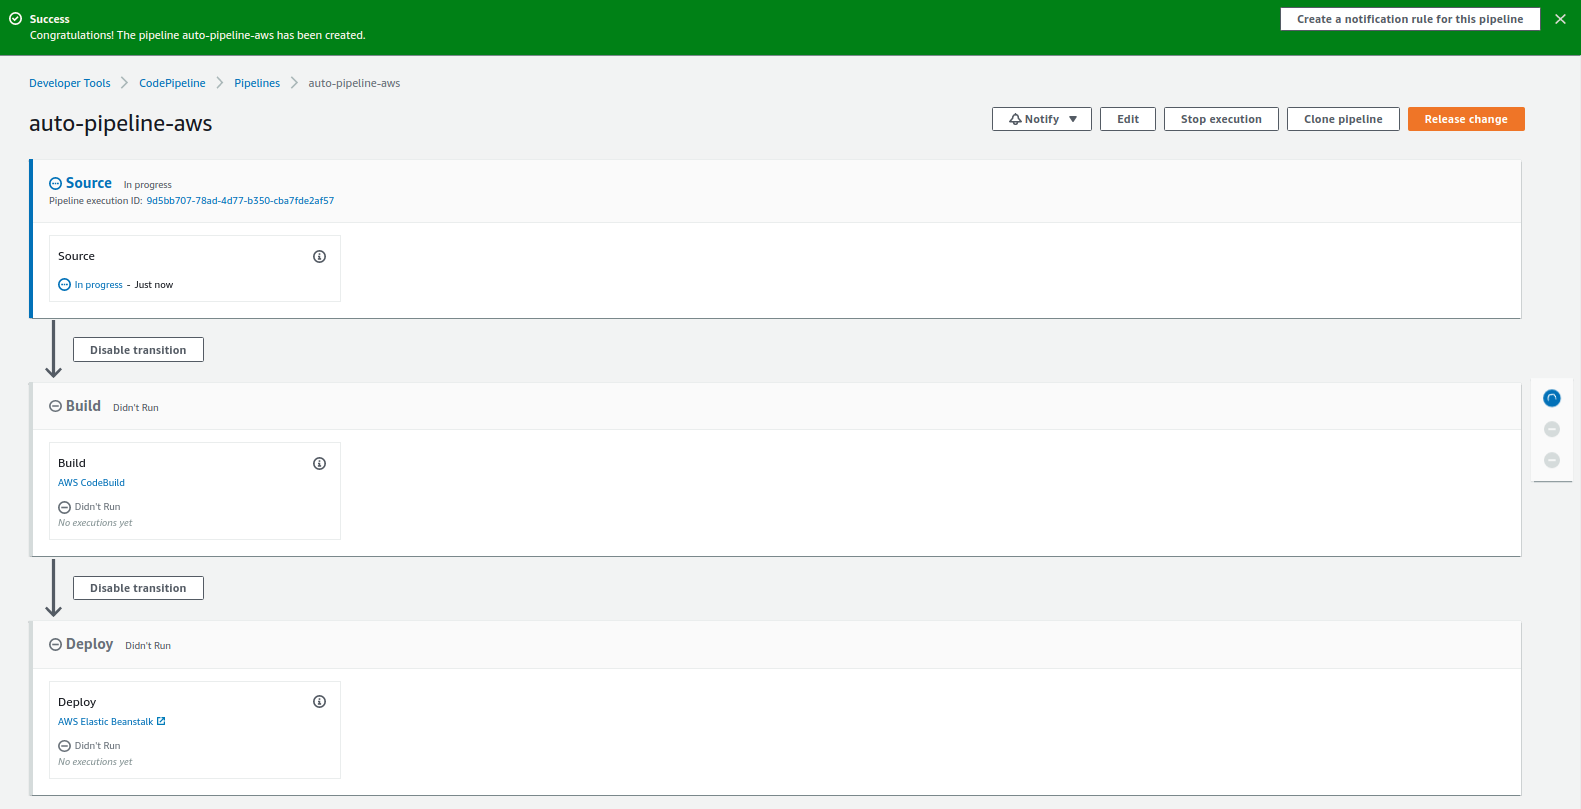 Success
Congratulations! The pipeline auto-pipeline-aws has been created.
Create a notification rule for this pipeline
Developer Tools
CodePipeline
Pipelines
auto-pipeline-aws
auto-pipeline-aws
Notify
Edit
Stop execution
Clone pipeline
Release change
Source In progress
Pipeline execution ID: 9d5bb707-78ad-4d77-b350-cba7fde2af57
Source
In progress - Just now
Disable transition
Build Didn't Run
Build
AWS CodeBuild
Didn't Run
No executions yet
Disable transition
Deploy Didn't Run
Deploy
AWS Elastic Beanstalk
Didn't Run
No executions yet